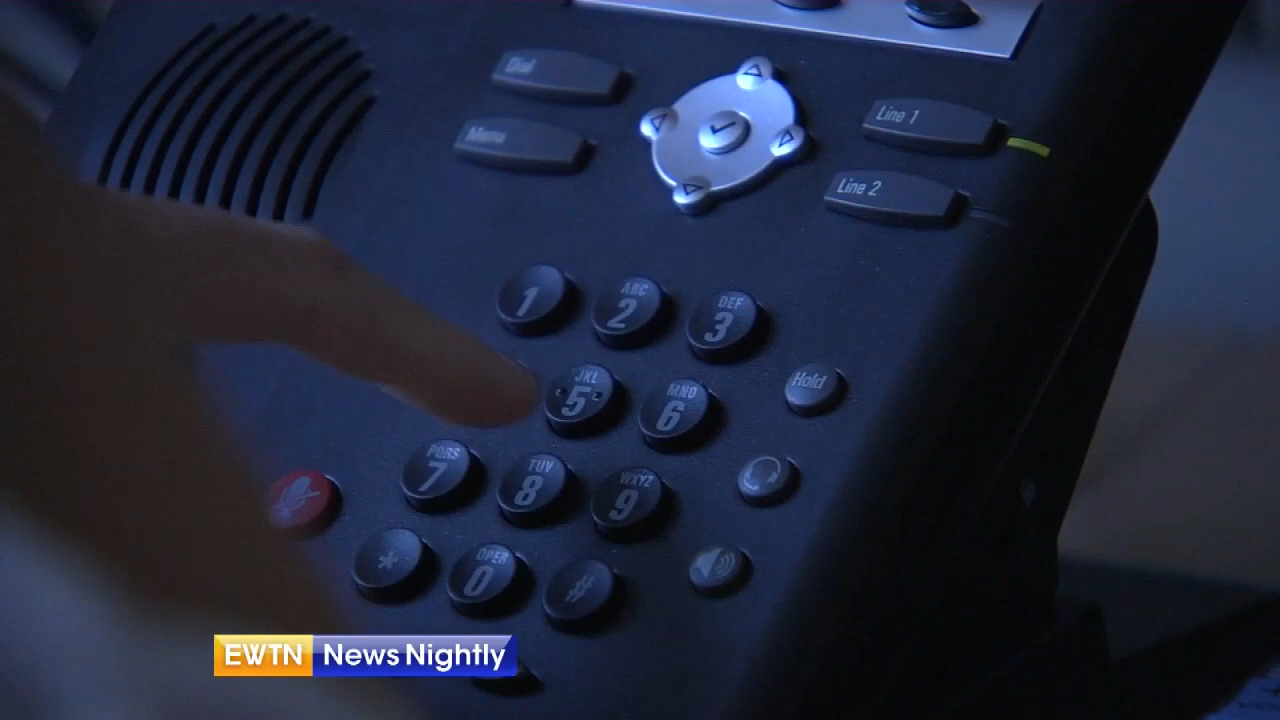 Dial
Menu
Line 1
Line 2
1
ABC
2
DEF
3
JKL
5
MNO
6
Hold
PQRS
7
TUV
8
WXYZ
9
*
OPER
0
#
EWTN News Nightly